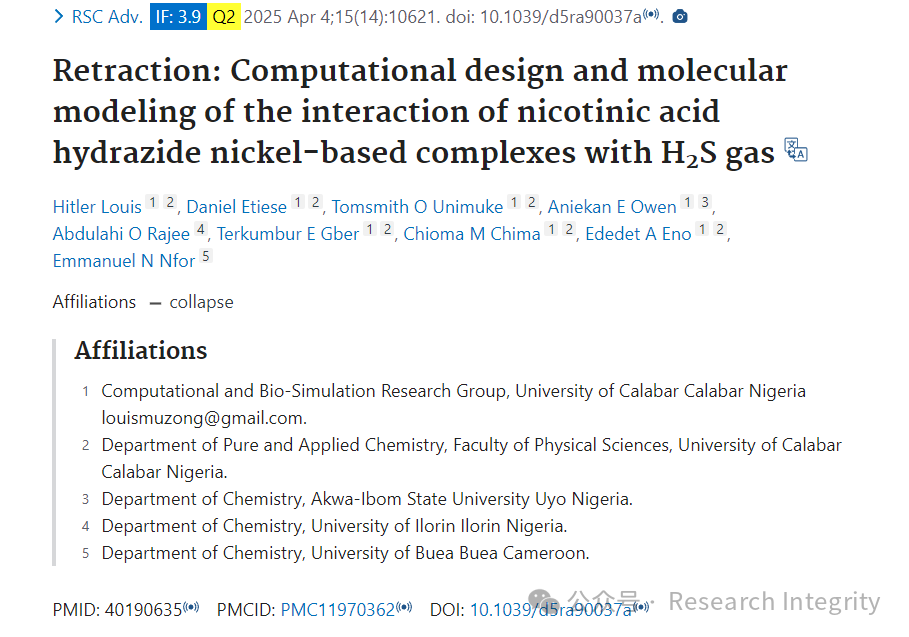 RSC Adv. IF: 3.9 Q2 2025 Apr 4;15(14):10621. doi: 10.1039/d5ra90037a.
Retraction: Computational design and molecular
modeling of the interaction of nicotinic acid
hydrazide nickel-based complexes with H₂S gas
Hitler Louis 1 2, Daniel Etiese 1 2, Tomsmith O Unimuke 1 2, Aniekan E Owen 1 3,
Abdulahi O Rajee 4, Terkumbur E Gber 1 2, Chioma M Chima 1 2, Ededet A Eno 1 2,
Emmanuel N Nfor 5
Affiliations — collapse
Affiliations
1 Computational and Bio-Simulation Research Group, University of Calabar Calabar Nigeria
louismuzong@gmail.com.
2 Department of Pure and Applied Chemistry, Faculty of Physical Sciences, University of Calabar
Calabar Nigeria.
3 Department of Chemistry, Akwa-Ibom State University Uyo Nigeria.
4 Department of Chemistry, University of Ilorin Ilorin Nigeria.
5 Department of Chemistry, University of Buea Buea Cameroon.
PMID: 40190635 PMCID: PMC11970362 DOI: 10.1039/d5ra90037a
公众号 · Research Integrity